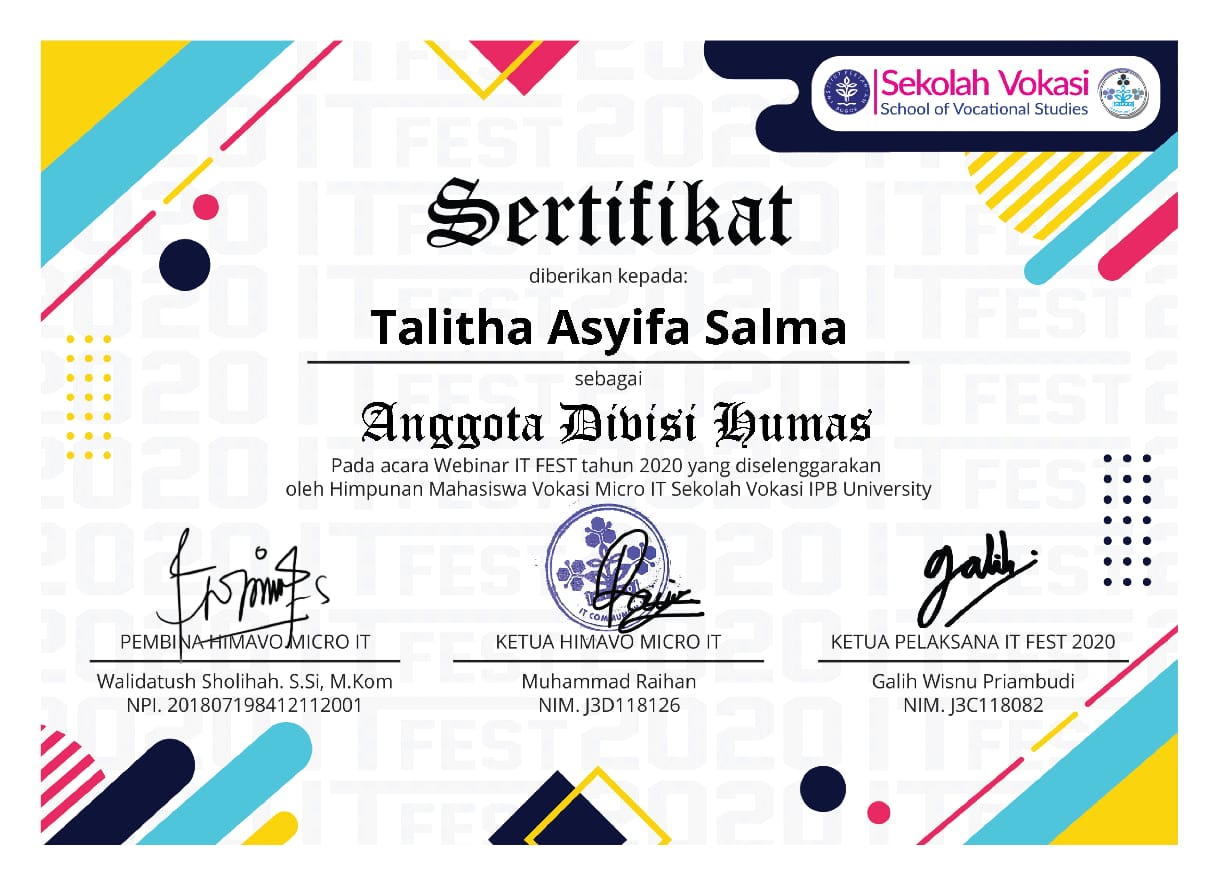 Sekolah Vokasi
School of Vocational Studies
Sertifikat
diberikan kepada:
Talitha Asyifa Salma
sebagai
Anggota Divisi Humas
Pada acara Webinar IT FEST tahun 2020 yang diselenggarakan
oleh Himpunan Mahasiswa Vokasi Micro IT Sekolah Vokasi IPB University
PEMBINA HIMAVO MICRO IT
Walidatush Sholihah. S.Si, M.Kom
NPI. 201807198412112001
KETUA HIMAVO MICRO IT
Muhammad Raihan
NIM. J3D118126
galih
KETUA PELAKSANA IT FEST 2020
Galih Wisnu Priambudi
NIM. J3C118082